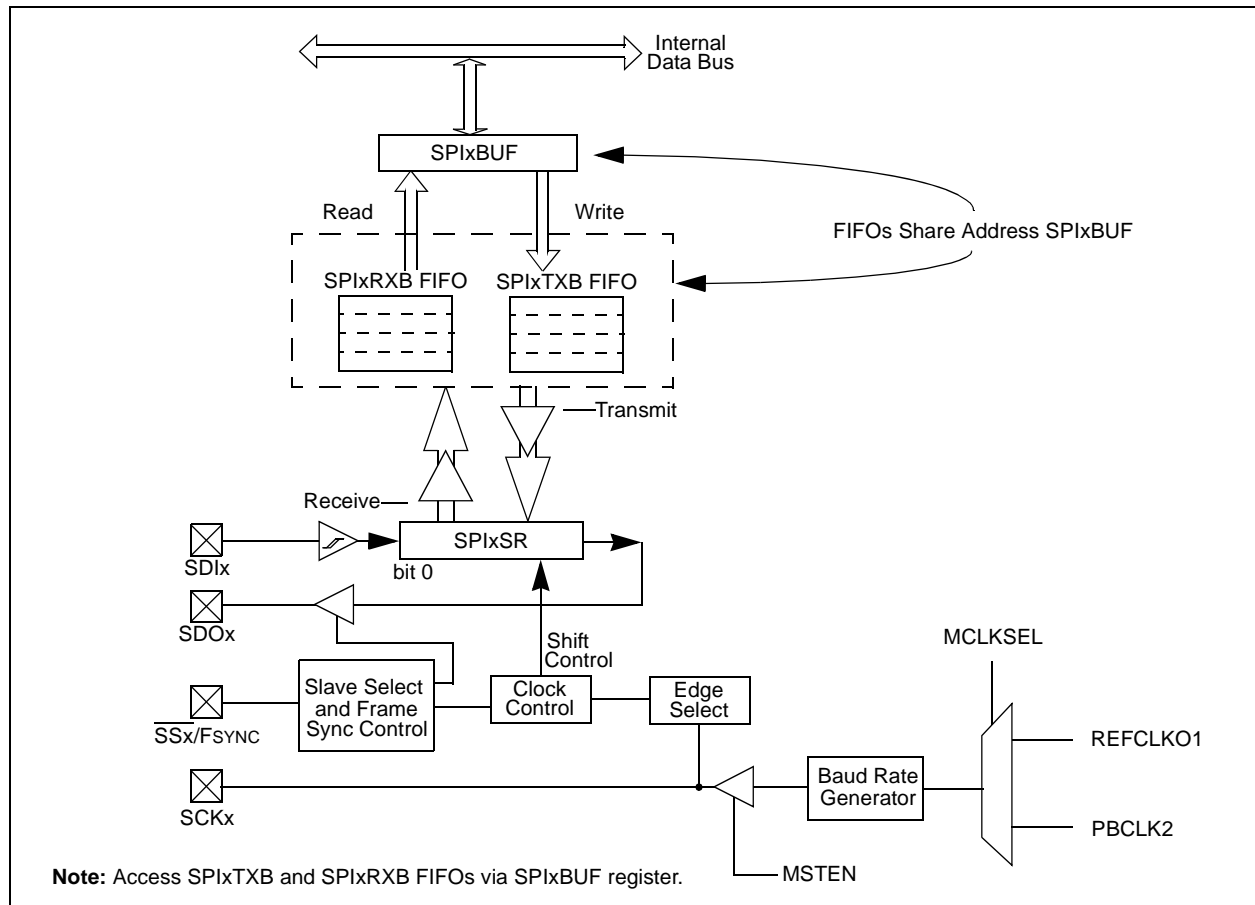 Internal
Data Bus
SPIxBUF
Read
Write
FIFOs Share Address SPIxBUF
SPIxRXB FIFO
SPIxTXB FIFO
Transmit
Receive
SPIxSR
SDIx
bit 0
SDOx
Shift
Control
MCLKSEL
Slave Select
and Frame
Sync Control
Clock
Control
Edge
Select
SSx/FSYNC
REFCLKO1
Baud Rate
Generator
SCKx
PBCLK2
MSTEN
Note: Access SPIxTXB and SPIxRXB FIFOs via SPIxBUF register.